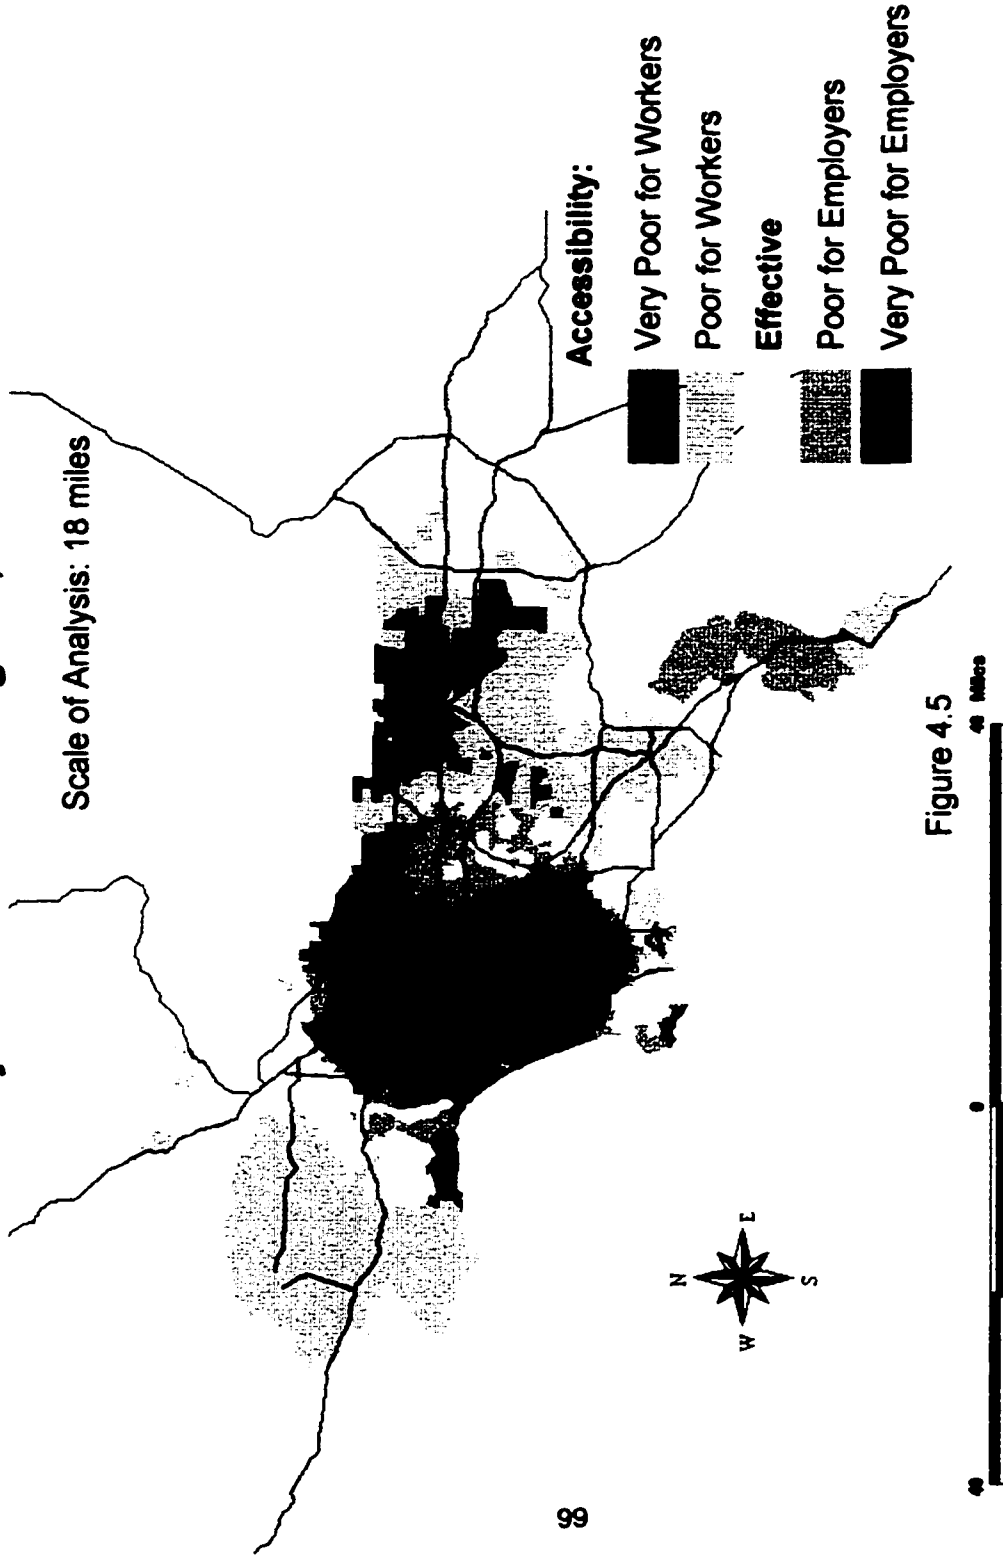 Scale of Analysis: 18 miles
Accessibility:
Very Poor for Workers
Poor for Workers
Effective
Poor for Employers
Very Poor for Employers
N
W
E
S
Figure 4.5
40
0
40 Miles
66